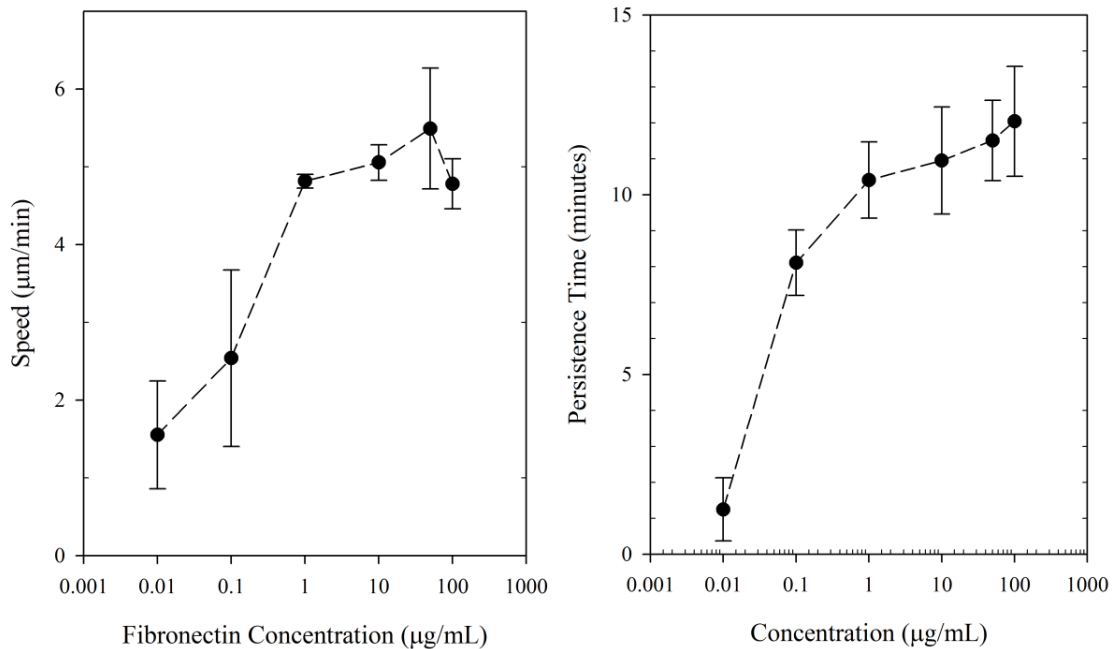 Speed (μm/min)
6
4
2
0
0.001 0.01 0.1 1 10 100 1000
Fibronectin Concentration (μg/mL)
Persistence Time (minutes)
15
10
5
0
0.001 0.01 0.1 1 10 100 1000
Concentration (μg/mL)